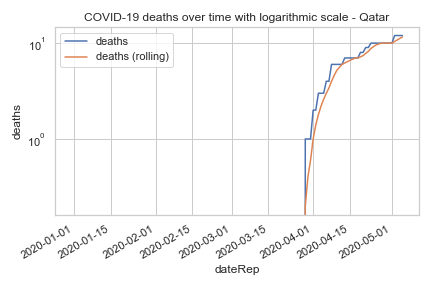 COVID-19 deaths over time with logarithmic scale - Qatar
deaths
deaths (rolling)
10¹
10⁰
deaths
2020-01-01
2020-01-15
2020-02-01
2020-02-15
2020-03-01
2020-03-15
2020-04-01
2020-04-15
2020-05-01
dateRep